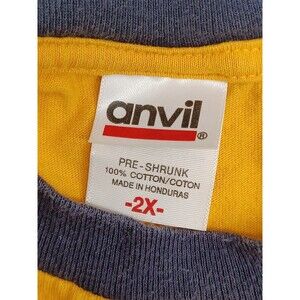 anvil®
PRE-SHRUNK
100% COTTON/COTON
MADE IN HONDURAS
-2X-